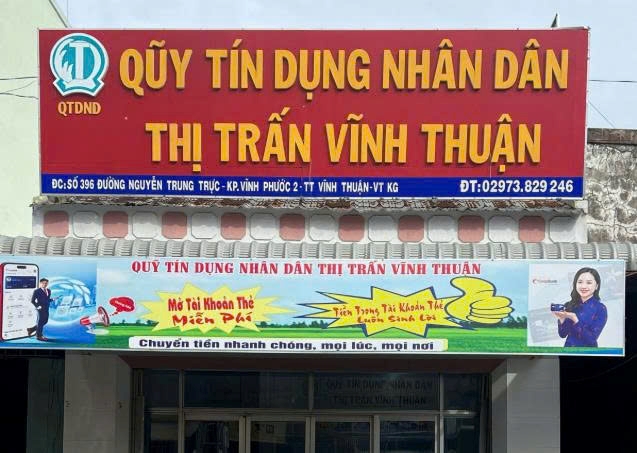 QUỸ TÍN DỤNG NHÂN DÂN
QTDND
THỊ TRẤN VĨNH THUẬN
ĐC: SỐ 396 ĐƯỜNG NGUYỄN TRUNG TRỰC - KP.VĨNH PHƯỚC 2 - TT VĨNH THUẬN-VT KG ĐT: 02973.829 246
QUỸ TÍN DỤNG NHÂN DÂN THỊ TRẤN VĨNH THUẬN
Mở Tài Khoản Thẻ
Miễn Phí
Tiền Trong Tài Khoản Thẻ
Luôn Sinh Lời
Chuyển tiền nhanh chóng, mọi lúc, mọi nơi
QUỸ TÍN DỤNG NHÂN DÂN
THỊ TRẤN VĨNH THUẬN